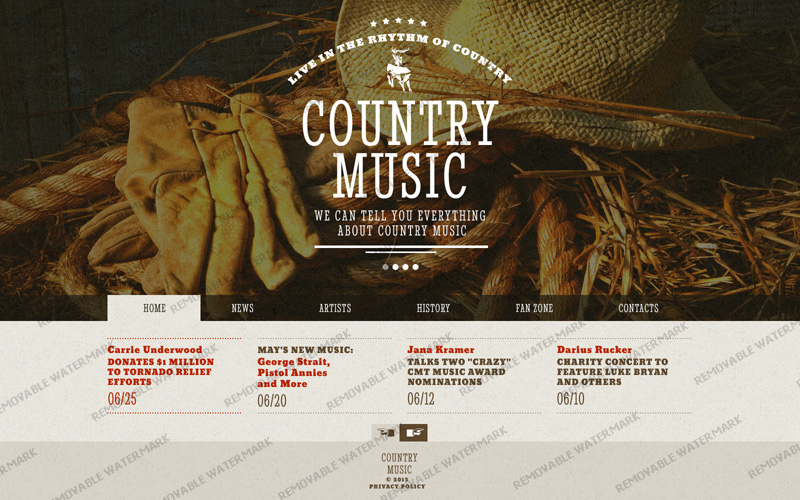 LIVE IN THE RHYTHM OF COUNTRY
COUNTRY
MUSIC
WE CAN TELL YOU EVERYTHING
ABOUT COUNTRY MUSIC
HOME
NEWS
ARTISTS
HISTORY
FAN ZONE
CONTACTS
Carrie Underwood
DONATES $1 MILLION
TO TORNADO RELIEF
EFFORTS
06/25
MAY'S NEW MUSIC:
George Strait,
Pistol Annies
and More
06/20
Jana Kramer
TALKS TWO "CRAZY"
CMT MUSIC AWARD
NOMINATIONS
06/12
Darius Rucker
CHARITY CONCERT TO
FEATURE LUKE BRYAN
AND OTHERS
06/10
COUNTRY
MUSIC
© 2013
PRIVACY POLICY
REMOVABLE WATERMARK